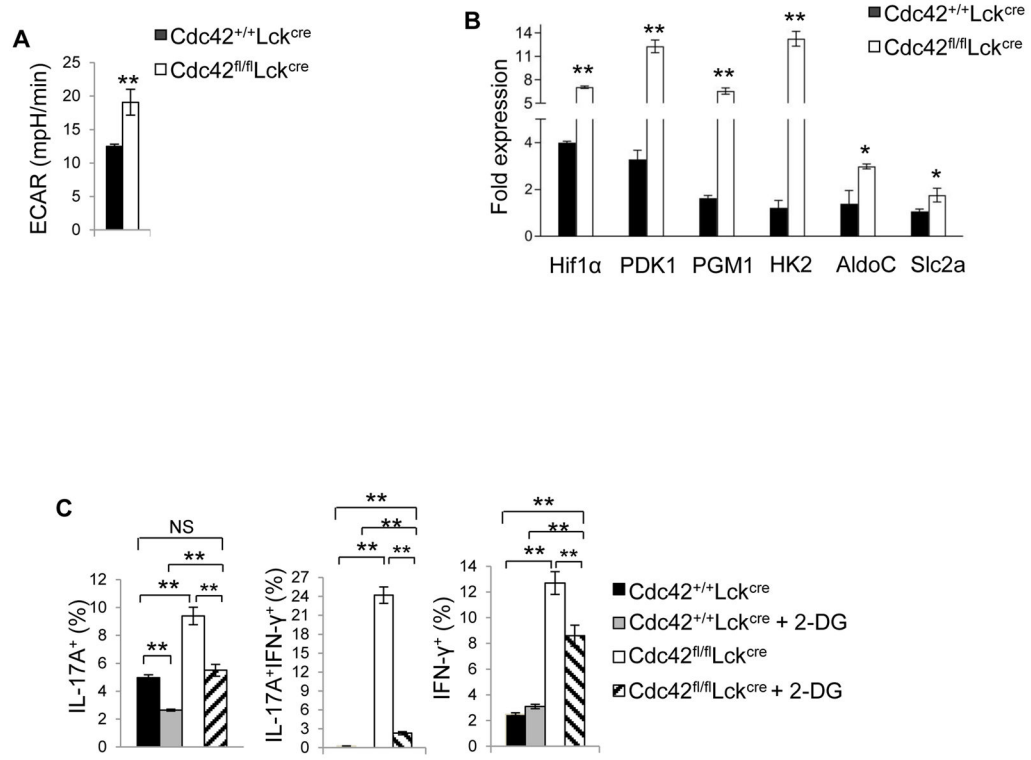 A
Cdc42+/+Lckcre
Cdc42fl/flLckcre
**
ECAR (mpH/min)
25
20
15
10
5
0
B
Cdc42+/+Lckcre
Cdc42fl/flLckcre
Fold expression
14
11
8
5
4
2
0
** ** ** ** * *
Hif1α PDK1 PGM1 HK2 AldoC Slc2a
C
NS
**
** **
**
IL-17A+ (%)
12
10
8
6
4
2
0
**
**
** **
IL-17A+IFN-γ+ (%)
27
24
21
18
15
12
9
6
3
0
**
**
** **
IFN-γ+ (%)
14
12
10
8
6
4
2
0
Cdc42+/+Lckcre
Cdc42+/+Lckcre + 2-DG
Cdc42fl/flLckcre
Cdc42fl/flLckcre + 2-DG